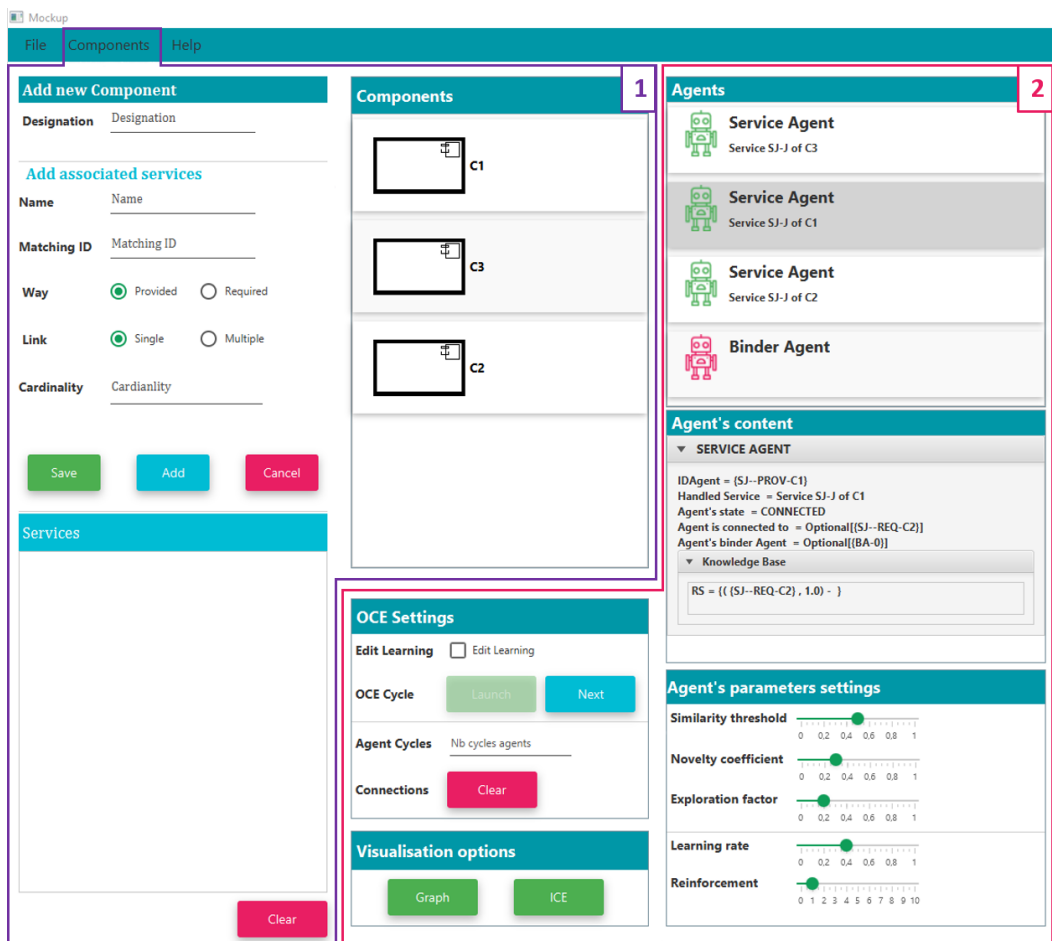 Mockup
File Components Help
1
2
Add new Component
Designation Designation
Add associated services
Name Name
Matching ID Matching ID
Way Provided Required
Link Single Multiple
Cardinality Cardianlity
Save Add Cancel
Services
Clear
Components
C1
C3
C2
OCE Settings
Edit Learning Edit Learning
OCE Cycle Launch Next
Agent Cycles Nb cycles agents
Connections Clear
Visualisation options
Graph ICE
Agents
Service Agent
Service SJ-J of C3
Service Agent
Service SJ-J of C1
Service Agent
Service SJ-J of C2
Binder Agent
Agent's content
SERVICE AGENT
IDAgent = {SJ--PROV-C1}
Handled Service = Service SJ-J of C1
Agent's state = CONNECTED
Agent is connected to = Optional[{SJ--REQ-C2}]
Agent's binder Agent = Optional[{BA-0}]
Knowledge Base
RS = {( {SJ--REQ-C2} , 1.0) - }
Agent's parameters settings
Similarity threshold
0 0,2 0,4 0,6 0,8 1
Novelty coefficient
0 0,2 0,4 0,6 0,8 1
Exploration factor
0 0,2 0,4 0,6 0,8 1
Learning rate
0 0,2 0,4 0,6 0,8 1
Reinforcement
0 1 2 3 4 5 6 7 8 9 10